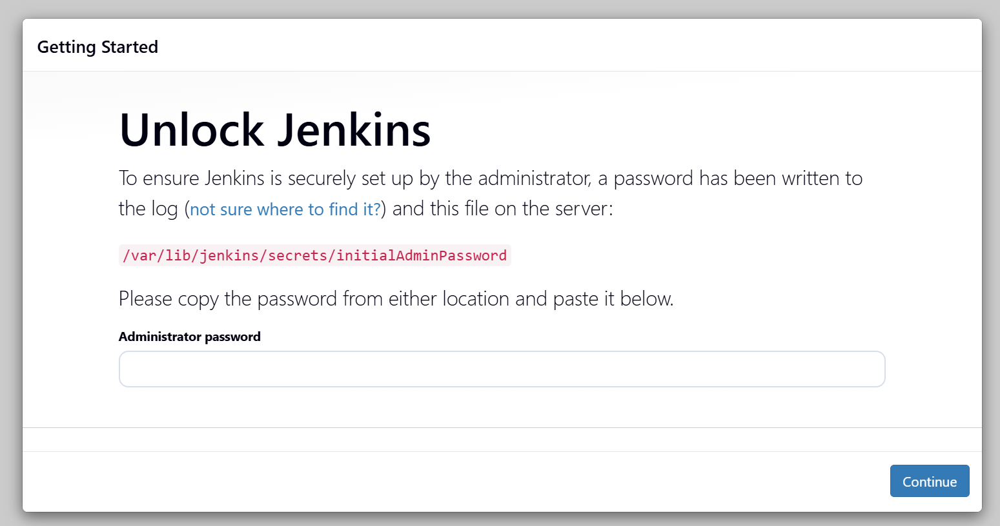 Getting Started
Unlock Jenkins
To ensure Jenkins is securely set up by the administrator, a password has been written to
the log (not sure where to find it?) and this file on the server:
/var/lib/jenkins/secrets/initialAdminPassword
Please copy the password from either location and paste it below.
Administrator password
Continue